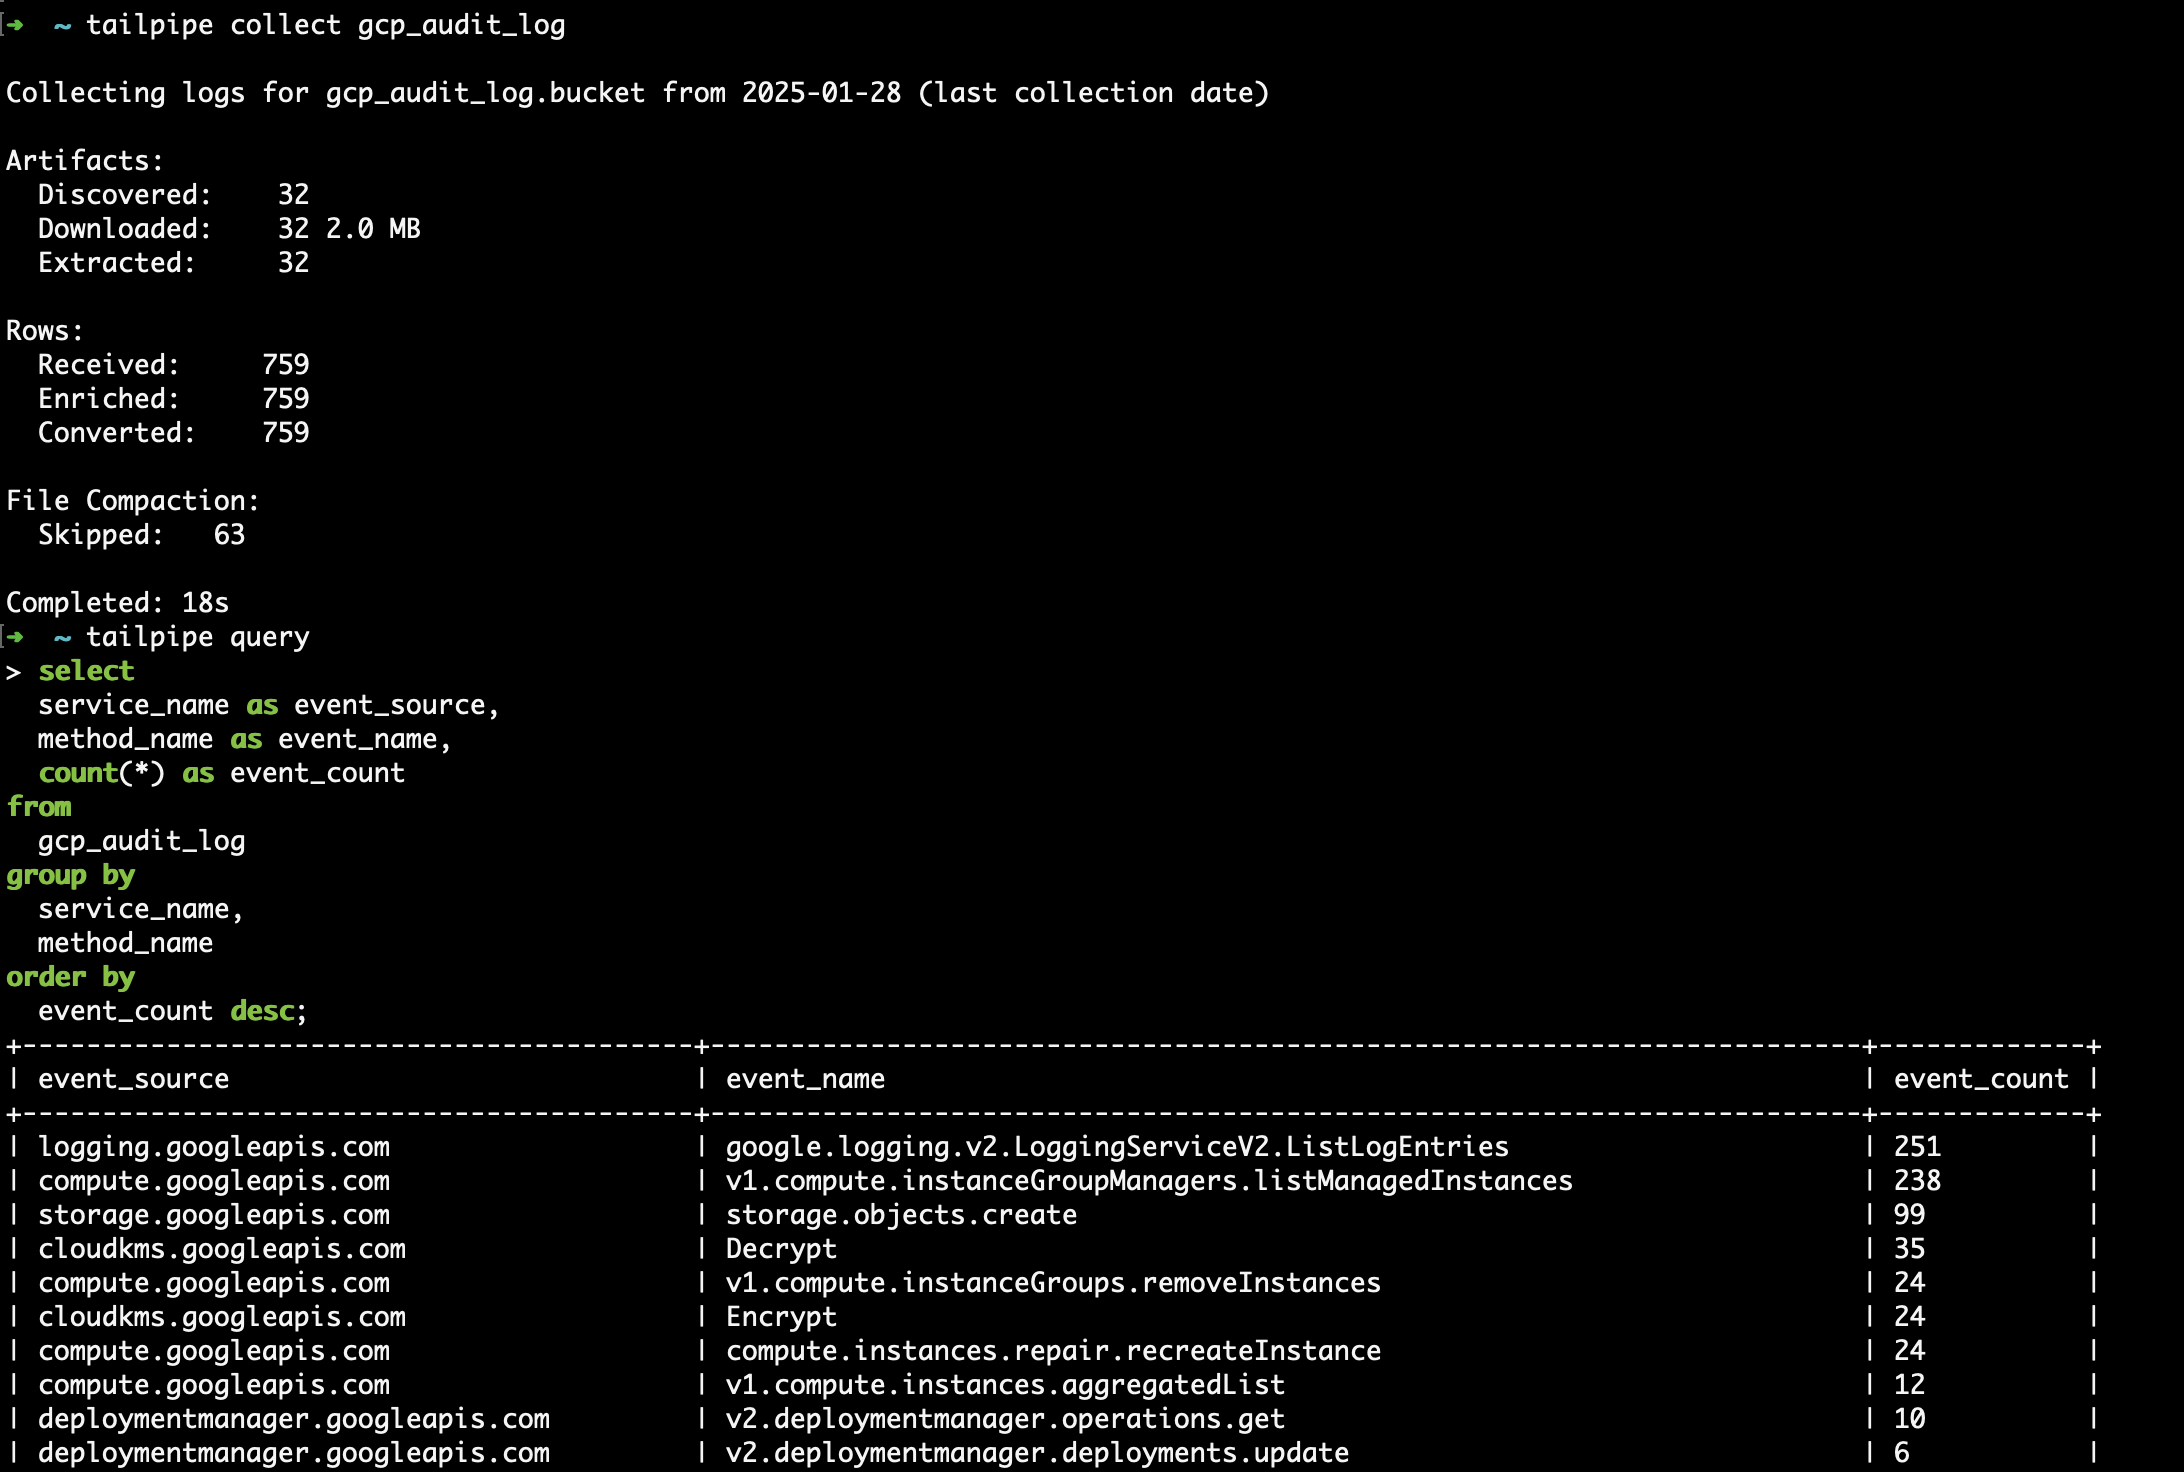 ➜  ~ tailpipe collect gcp_audit_log

Collecting logs for gcp_audit_log.bucket from 2025-01-28 (last collection date)

Artifacts:
  Discovered:    32
  Downloaded:    32 2.0 MB
  Extracted:     32

Rows:
  Received:     759
  Enriched:     759
  Converted:    759

File Compaction:
  Skipped:   63

Completed: 18s
➜  ~ tailpipe query
> select
  service_name as event_source,
  method_name as event_name,
  count(*) as event_count
from
  gcp_audit_log
group by
  service_name,
  method_name
order by
  event_count desc;
+------------------------------------------+------------------------------------------------------------------------+-------------+
| event_source                             | event_name                                                             | event_count |
+------------------------------------------+------------------------------------------------------------------------+-------------+
| logging.googleapis.com                   | google.logging.v2.LoggingServiceV2.ListLogEntries                      | 251         |
| compute.googleapis.com                   | v1.compute.instanceGroupManagers.listManagedInstances                  | 238         |
| storage.googleapis.com                   | storage.objects.create                                                 | 99          |
| cloudkms.googleapis.com                  | Decrypt                                                                | 35          |
| compute.googleapis.com                   | v1.compute.instanceGroups.removeInstances                              | 24          |
| cloudkms.googleapis.com                  | Encrypt                                                                | 24          |
| compute.googleapis.com                   | compute.instances.repair.recreateInstance                              | 24          |
| compute.googleapis.com                   | v1.compute.instances.aggregatedList                                    | 12          |
| deploymentmanager.googleapis.com         | v2.deploymentmanager.operations.get                                    | 10          |
| deploymentmanager.googleapis.com         | v2.deploymentmanager.deployments.update                                | 6           |